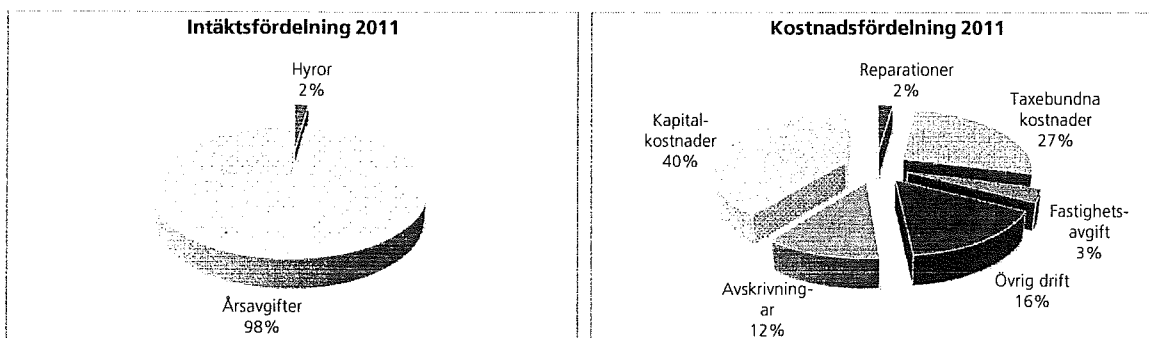 Intäktsfördelning 2011
Hyror
2%
Årsavgifter
98%
Kostnadsfördelning 2011
Reparationer
2%
Taxebundna
kostnader
27%
Fastighets-
avgift
3%
Övrig drift
16%
Avskrivning-
ar
12%
Kapital-
kostnader
40%